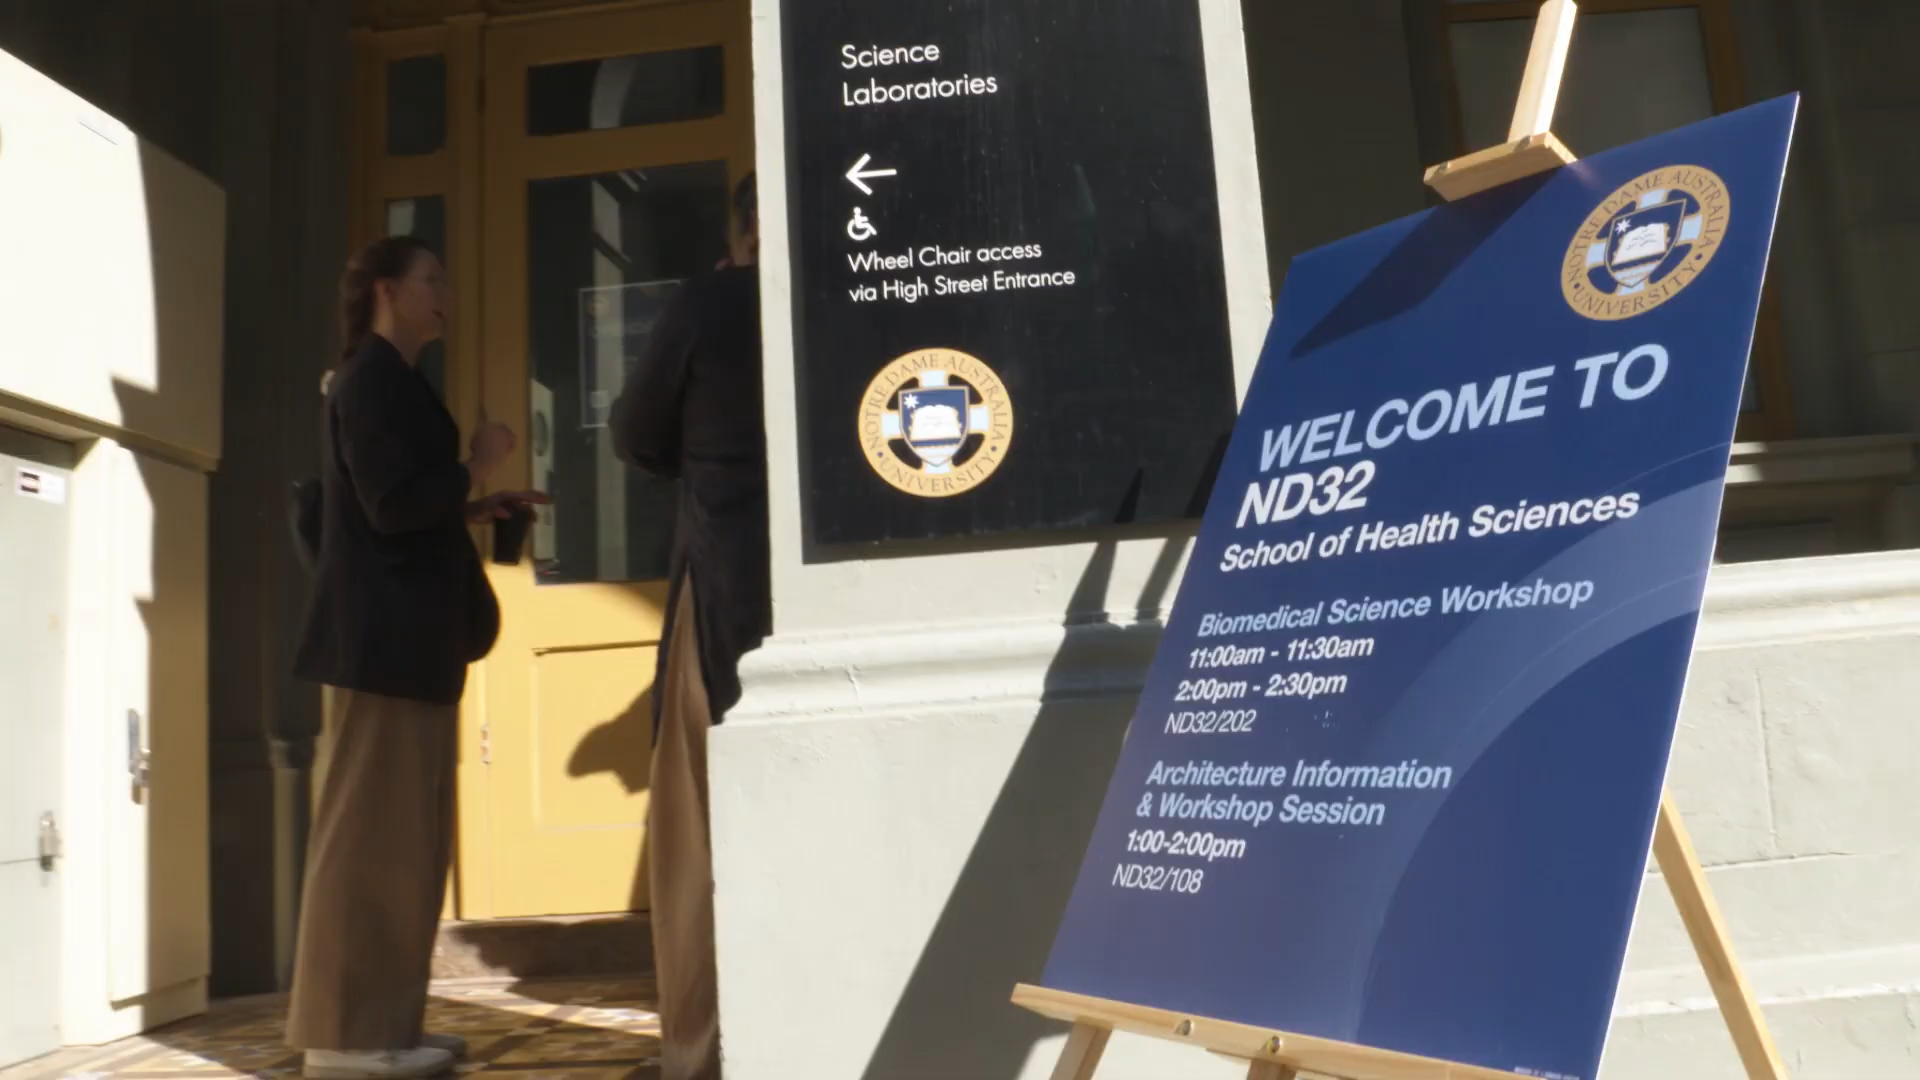 Science
Laboratories
Wheel Chair access
via High Street Entrance
NOTRE DAME AUSTRALIA
UNIVERSITY
NOTRE DAME AUSTRALIA
UNIVERSITY
WELCOME TO
ND32
School of Health Sciences
Biomedical Science Workshop
11:00am - 11:30am
2:00pm - 2:30pm
ND32/202
Architecture Information
& Workshop Session
1:00-2:00pm
ND32/108